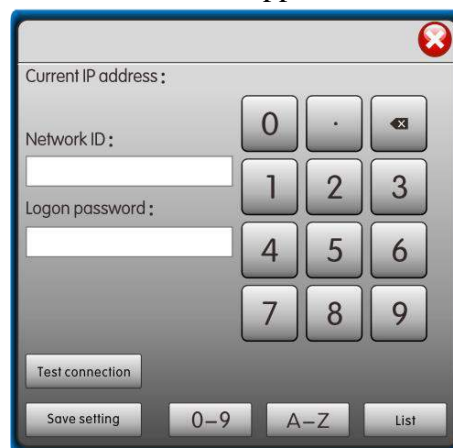 Current IP address :
Network ID :
Logon password :
0 .
1 2 3
4 5 6
7 8 9
Test connection
Save setting 0–9 A–Z List